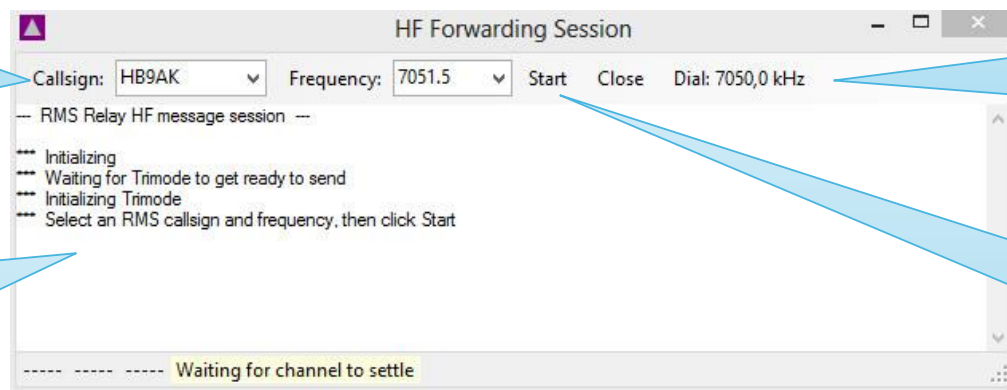 HF Forwarding Session
Callsign: HB9AK Frequency: 7051.5 Start Close Dial: 7050,0 kHz
--- RMS Relay HF message session ---
*** Initializing
*** Waiting for Trimode to get ready to send
*** Initializing Trimode
*** Select an RMS callsign and frequency, then click Start
----- ----- ----- Waiting for channel to settle